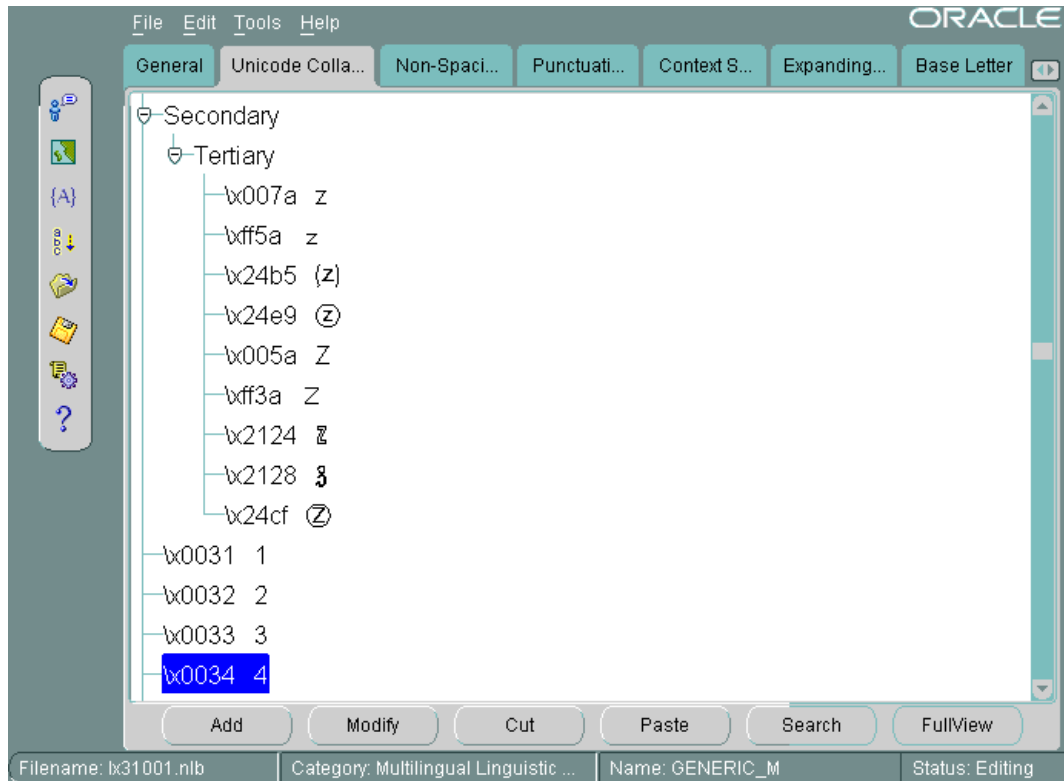 File Edit Tools Help
ORACLE
General Unicode Colla... Non-Spaci... Punctuati... Context S... Expanding... Base Letter
Secondary
Tertiary
\x007a z
\xff5a z
\x24b5 (z)
\x24e9 ⓩ
\x005a Z
\xff3a Z
\x2124 ℤ
\x2128 ℨ
\x24cf Ⓩ
\x0031 1
\x0032 2
\x0033 3
\x0034 4
{A}
a
b
c
?
Add Modify Cut Paste Search FullView
Filename: lx31001.nlb Category: Multilingual Linguistic ... Name: GENERIC_M Status: Editing